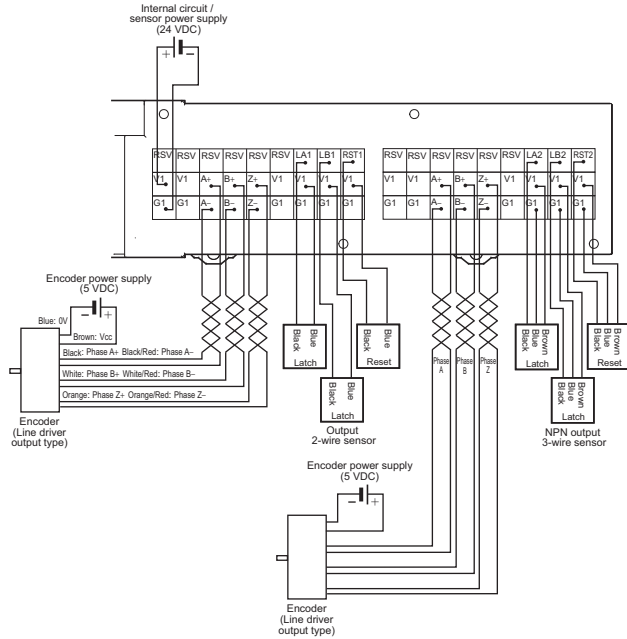 Internal circuit /
sensor power supply
(24 VDC)
+ −
RSV RSV RSV RSV RSV RSV LA1 LB1 RST1
V1 V1 A+ B+ Z+ V1 V1 V1 V1
G1 G1 A− B− Z− G1 G1 G1 G1
RSV RSV RSV RSV RSV RSV LA2 LB2 RST2
V1 V1 A+ B+ Z+ V1 V1 V1 V1
G1 G1 A− B− Z− G1 G1 G1 G1
Encoder power supply
(5 VDC)
− +
Blue: 0V
Brown: Vcc
Black: Phase A+ Black/Red: Phase A−
White: Phase B+ White/Red: Phase B−
Orange: Phase Z+ Orange/Red: Phase Z−
Encoder
(Line driver
output type)
Black Blue
Latch
Black Blue
Latch
Output
2-wire sensor
Black Blue
Reset
Phase A
Phase B
Phase Z
Black Blue Brown
Latch
Black Blue Brown
Latch
NPN output
3-wire sensor
Black Blue Brown
Reset
Encoder power supply
(5 VDC)
− +
Encoder
(Line driver
output type)